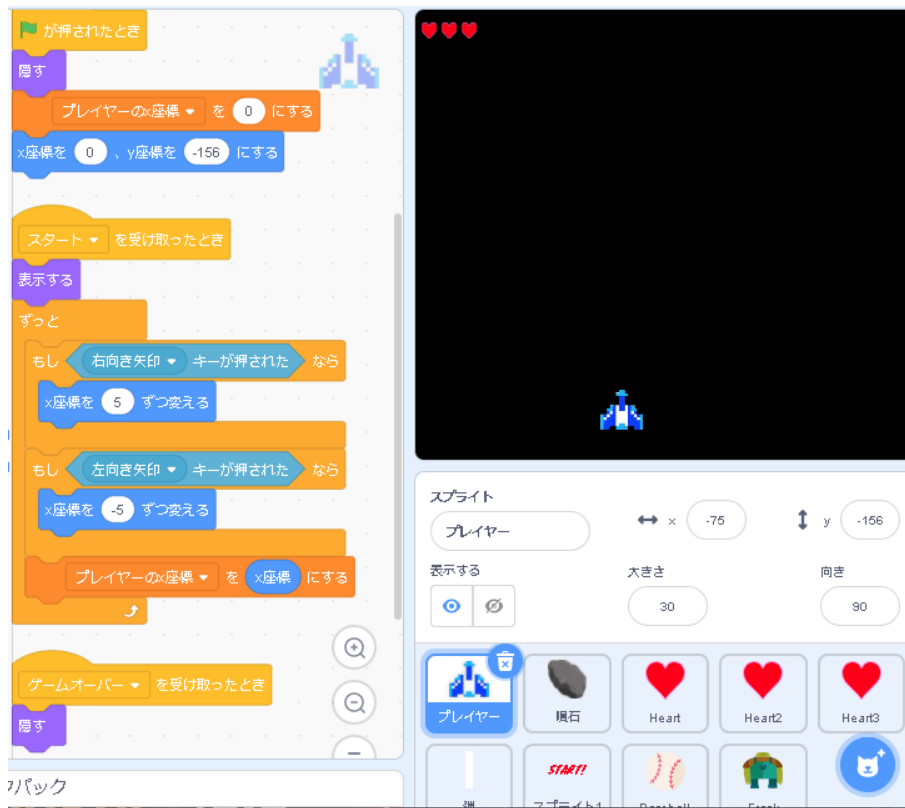 が押されたとき
隠す
プレイヤーのx座標 を 0 にする
x座標を 0 、y座標を -156 にする
スタート を受け取ったとき
表示する
ずっと
もし 右向き矢印 キーが押された なら
x座標を 5 ずつ変える
もし 左向き矢印 キーが押された なら
x座標を -5 ずつ変える
プレイヤーのx座標 を x座標 にする
ゲームオーバー を受け取ったとき
隠す
パック
スプライト
プレイヤー
x -75
y -156
表示する
大きさ
向き
30
90
プレイヤー
隕石
Heart
Heart2
Heart3
START!
弾
スプライト1
Baseball